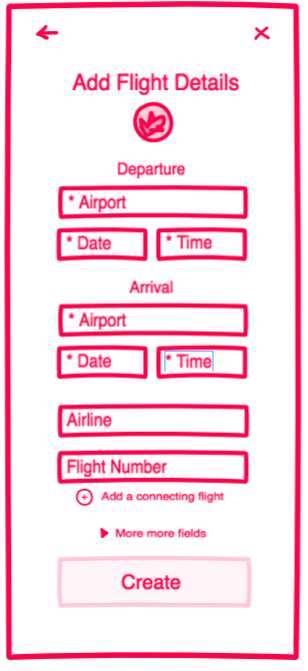 Add Flight Details
Departure
* Airport
* Date * Time
Arrival
* Airport
* Date * Time
Airline
Flight Number
Add a connecting flight
More more fields
Create